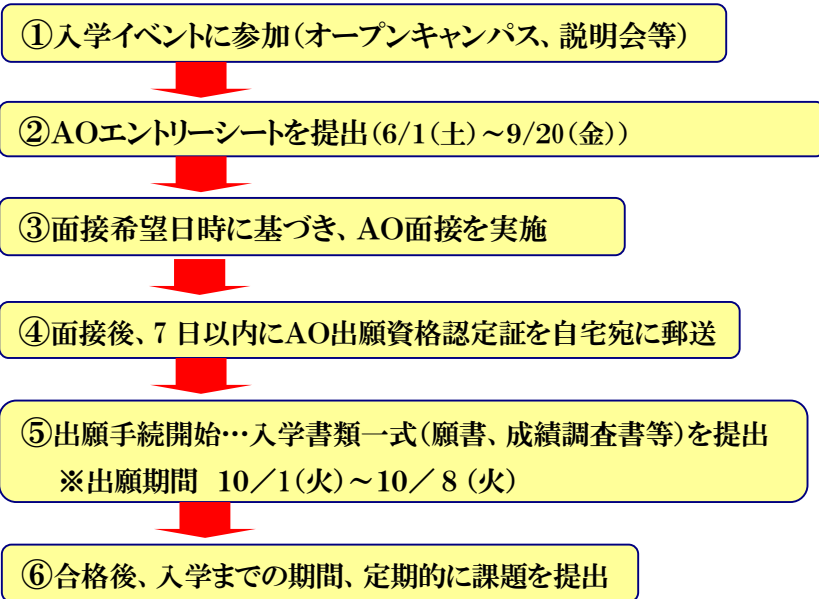 ①入学イベントに参加(オープンキャンパス、説明会等)
②AOエントリーシートを提出(6/1(土)~9/20(金))
③面接希望日時に基づき、AO面接を実施
④面接後、7 日以内にAO出願資格認定証を自宅宛に郵送
⑤出願手続開始…入学書類一式(願書、成績調査書等)を提出
※出願期間 10/1(火)~10/8(火)
⑥合格後、入学までの期間、定期的に課題を提出